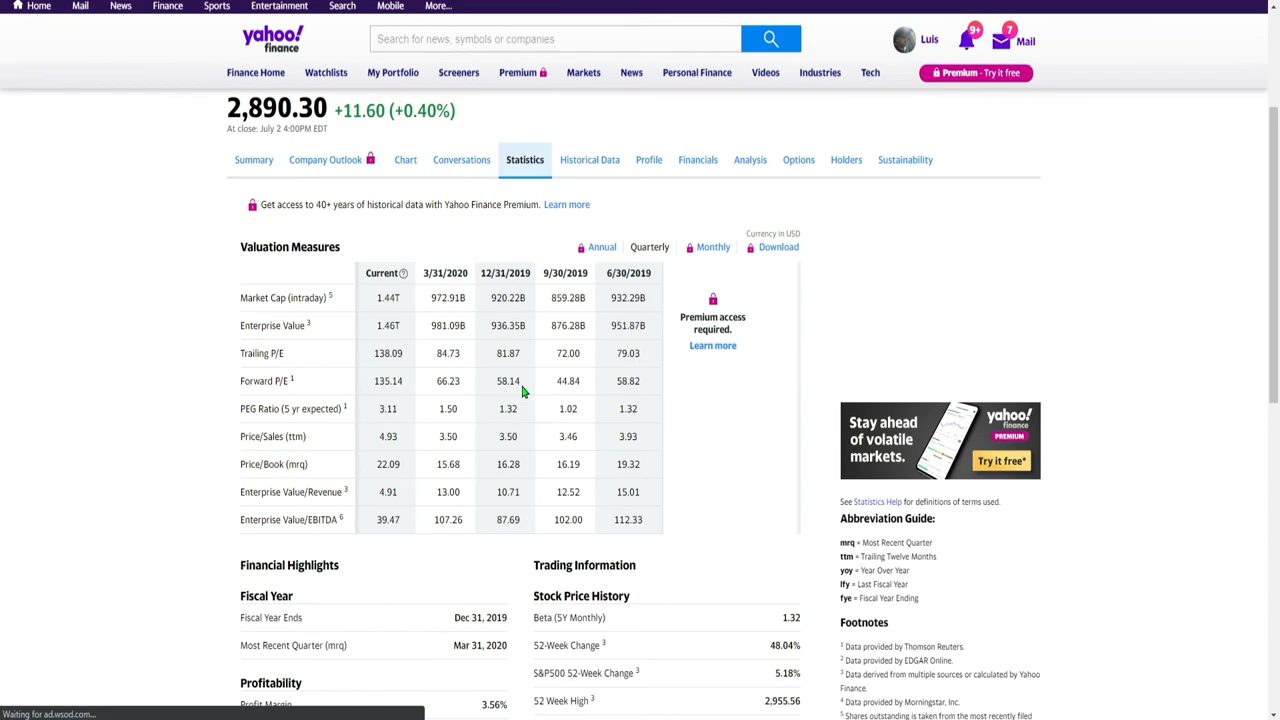 Home Mail News Finance Sports Entertainment Search Mobile More...
yahoo! finance
Search for news, symbols or companies
Luis 9+ 7 Mail
Finance Home Watchlists My Portfolio Screeners Premium Markets News Personal Finance Videos Industries Tech Premium - Try it free
2,890.30 +11.60 (+0.40%)
At close: July 2 4:00PM EDT
Summary Company Outlook Chart Conversations Statistics Historical Data Profile Financials Analysis Options Holders Sustainability
Get access to 40+ years of historical data with Yahoo Finance Premium. Learn more
Currency in USD
Valuation Measures Annual Quarterly Monthly Download
Current ? 3/31/2020 12/31/2019 9/30/2019 6/30/2019
Market Cap (intraday) 5 1.44T 972.91B 920.22B 859.28B 932.29B
Enterprise Value 3 1.46T 981.09B 936.35B 876.28B 951.87B
Trailing P/E 138.09 84.73 81.87 72.00 79.03
Forward P/E 1 135.14 66.23 58.14 44.84 58.82
PEG Ratio (5 yr expected) 1 3.11 1.50 1.32 1.02 1.32
Price/Sales (ttm) 4.93 3.50 3.50 3.46 3.93
Price/Book (mrq) 22.09 15.68 16.28 16.19 19.32
Enterprise Value/Revenue 3 4.91 13.00 10.71 12.52 15.01
Enterprise Value/EBITDA 6 39.47 107.26 87.69 102.00 112.33
Premium access
required.
Learn more
Financial Highlights
Fiscal Year
Fiscal Year Ends Dec 31, 2019
Most Recent Quarter (mrq) Mar 31, 2020
Profitability
Profit Margin 3.56%
Trading Information
Stock Price History
Beta (5Y Monthly) 1.32
52-Week Change 3 48.04%
S&P500 52-Week Change 3 5.18%
52 Week High 3 2,955.56
Stay ahead
of volatile
markets.
yahoo!
finance
PREMIUM
Try it free*
See Statistics Help for definitions of terms used.
Abbreviation Guide:
mrq = Most Recent Quarter
ttm = Trailing Twelve Months
yoy = Year Over Year
lfy = Last Fiscal Year
fye = Fiscal Year Ending
Footnotes
1 Data provided by Thomson Reuters.
2 Data provided by EDGAR Online.
3 Data derived from multiple sources or calculated by Yahoo
Finance.
4 Data provided by Morningstar, Inc.
5 Shares outstanding is taken from the most recently filed
Waiting for ad.wsod.com...